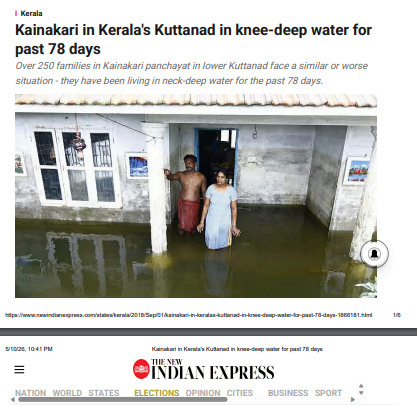 Kerala
Kainakari in Kerala's Kuttanad in knee-deep water for
past 78 days
Over 250 families in Kainakari panchayat in lower Kuttanad face a similar or worse
situation - they have been living in neck-deep water for the past 78 days.
https://www.newindianexpress.com/states/kerala/2018/Sep/01/kainakari-in-keralas-kuttanad-in-knee-deep-water-for-past-78-days-1866181.html 1/6
5/10/26, 10:41 PM Kainakari in Kerala's Kuttanad in knee deep water for past 78 days
THE NEW
INDIAN EXPRESS
NATION WORLD STATES ELECTIONS OPINION CITIES BUSINESS SPORT